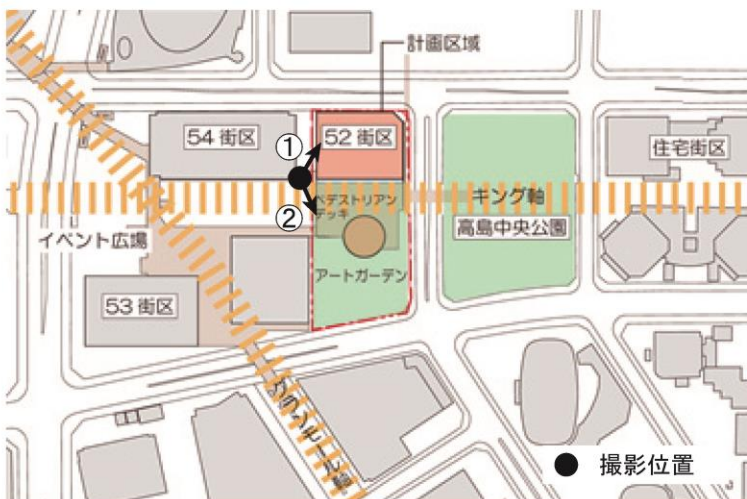 計画区域
54 街区
①
52 街区
住宅街区
②
ペデストリアン
デッキ
キング軸
高島中央公園
イベント広場
アートガーデン
53 街区
グランモール軸
● 撮影位置